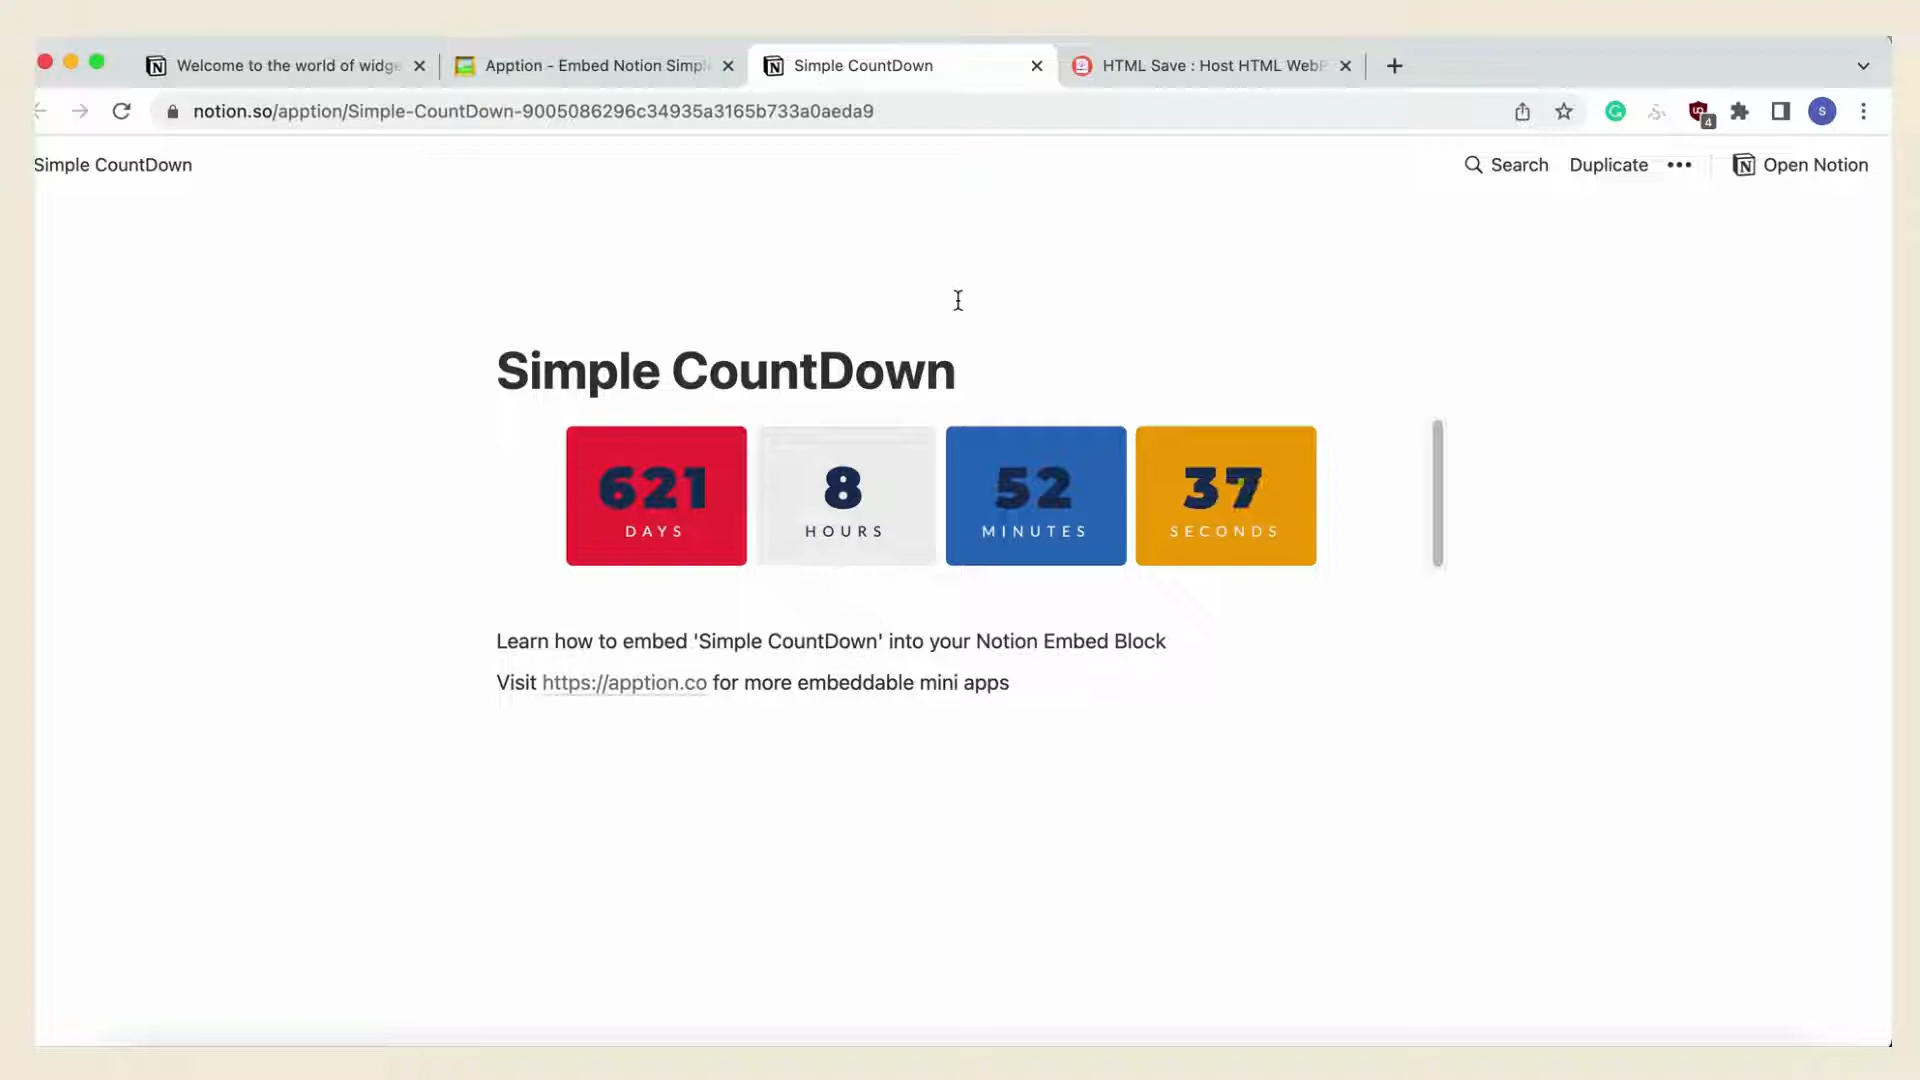 Welcome to the world of widge
Apption - Embed Notion Simpl
Simple CountDown
HTML Save : Host HTML WebP
notion.so/apption/Simple-CountDown-9005086296c34935a3165b733a0aeda9
4
S
Simple CountDown
Search
Duplicate
Open Notion
Simple CountDown
621 8 52 37
DAYS HOURS MINUTES SECONDS
Learn how to embed 'Simple CountDown' into your Notion Embed Block
Visit https://apption.co for more embeddable mini apps